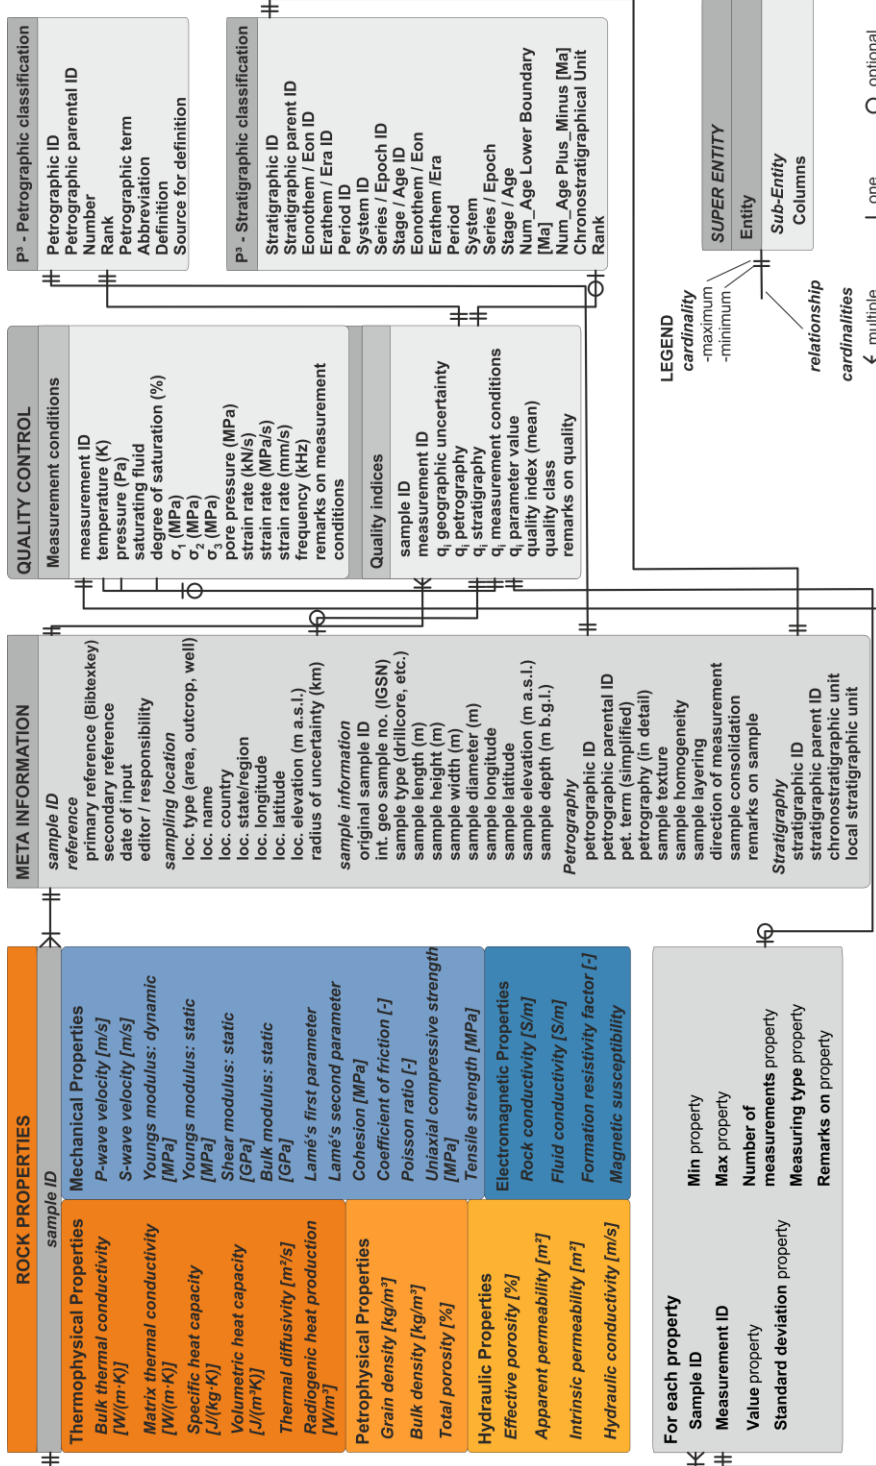 ROCK PROPERTIES
sample ID
Thermophysical Properties
Bulk thermal conductivity
[W/(m·K)]
Matrix thermal conductivity
[W/(m·K)]
Specific heat capacity
[J/(kg·K)]
Volumetric heat capacity
[J/(m³K)]
Thermal diffusivity [m²/s]
Radiogenic heat production
[W/m³]
Petrophysical Properties
Grain density [kg/m³]
Bulk density [kg/m³]
Total porosity [%]
Hydraulic Properties
Effective porosity [%]
Apparent permeability [m²]
Intrinsic permeability [m²]
Hydraulic conductivity [m/s]
Mechanical Properties
P-wave velocity [m/s]
S-wave velocity [m/s]
Youngs modulus: dynamic
[MPa]
Youngs modulus: static
[MPa]
Shear modulus: static
[GPa]
Bulk modulus: static
[GPa]
Lamé's first parameter
Lamé's second parameter
Cohesion [MPa]
Coefficient of friction [-]
Poisson ratio [-]
Uniaxial compressive strength
[MPa]
Tensile strength [MPa]
Electromagnetic Properties
Rock conductivity [S/m]
Fluid conductivity [S/m]
Formation resistivity factor [-]
Magnetic susceptibility
For each property
Sample ID
Measurement ID
Value property
Standard deviation property
Min property
Max property
Number of
measurements property
Measuring type property
Remarks on property
META INFORMATION
sample ID
reference
primary reference (Bibtexkey)
secondary reference
date of input
editor / responsibility
sampling location
loc. type (area, outcrop, well)
loc. name
loc. country
loc. state/region
loc. longitude
loc. latitude
loc. elevation (m a.s.l.)
radius of uncertainty (km)
sample information
original sample ID
int. geo sample no. (IGSN)
sample type (drillcore, etc.)
sample length (m)
sample height (m)
sample width (m)
sample diameter (m)
sample longitude
sample latitude
sample elevation (m a.s.l.)
sample depth (m b.g.l.)
Petrography
petrographic ID
petrographic parental ID
pet. term (simplified)
petrography (in detail)
sample texture
sample homogeneity
sample layering
direction of measurement
sample consolidation
remarks on sample
Stratigraphy
stratigraphic ID
stratigraphic parent ID
chronostratigraphic unit
local stratigraphic unit
QUALITY CONTROL
Measurement conditions
measurement ID
temperature (K)
pressure (Pa)
saturating fluid
degree of saturation (%)
σ1 (MPa)
σ2 (MPa)
σ3 (MPa)
pore pressure (MPa)
strain rate (kN/s)
strain rate (MPa/s)
strain rate (mm/s)
frequency (kHz)
remarks on measurement
conditions
Quality indices
sample ID
measurement ID
qi geographic uncertainty
qi petrography
qi stratigraphy
qi measurement conditions
qi parameter value
quality index (mean)
quality class
remarks on quality
P³ - Petrographic classification
Petrographic ID
Petrographic parental ID
Number
Rank
Petrographic term
Abbreviation
Definition
Source for definition
P³ - Stratigraphic classification
Stratigraphic ID
Stratigraphic parent ID
Eonothem / Eon ID
Erathem / Era ID
Period ID
System ID
Series / Epoch ID
Stage / Age ID
Eonothem / Eon
Erathem /Era
Period
System
Series / Epoch
Stage / Age
Num_Age Lower Boundary
[Ma]
Num_Age Plus_Minus [Ma]
Chronostratigraphical Unit
Rank
LEGEND
cardinality
-maximum
-minimum
relationship
cardinalities
multiple
one
optional
SUPER ENTITY
Entity
Sub-Entity
Columns